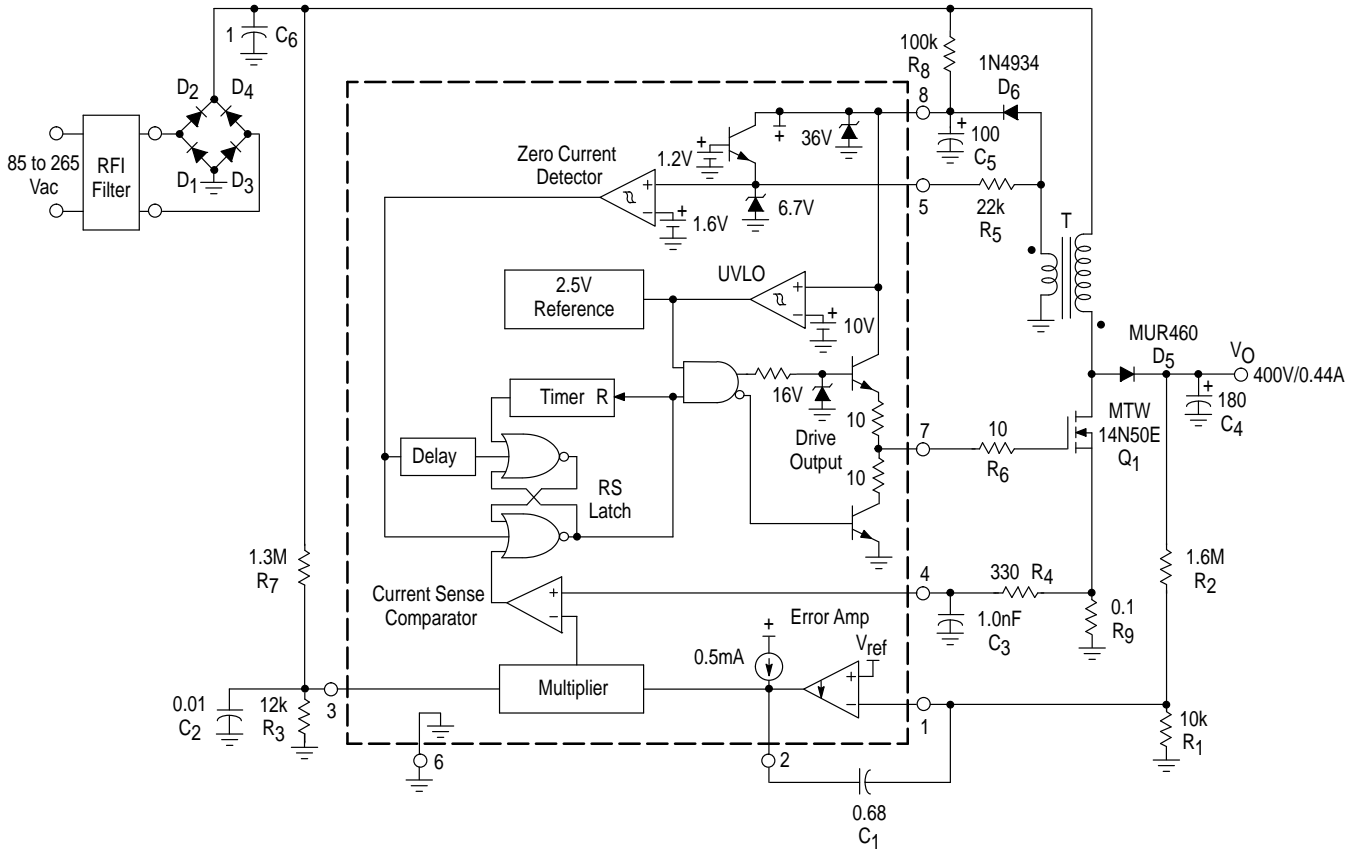 1
C6
100k
R8
1N4934
D6
D2
D4
85 to 265
Vac
RFI
Filter
D1
D3
8
+
36V
+
100
C5
1.2V
+
Zero Current
Detector
+
−
+
1.6V
6.7V
5
22k
R5
T
2.5V
Reference
UVLO
+
−
+
10V
MUR460
D5
VO
400V/0.44A
+
180
C4
Timer R
16V
10
Drive
Output
10
7
10
R6
MTW
14N50E
Q1
Delay
RS
Latch
1.3M
R7
Current Sense
Comparator
+
−
4
330 R4
1.0nF
C3
0.1
R9
1.6M
R2
+
0.5mA
Error Amp
Vref
+
−
Multiplier
0.01
C2
12k
R3
3
1
10k
R1
6
2
0.68
C1